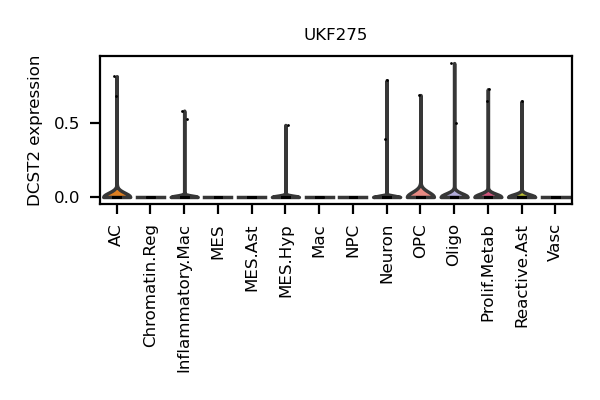 UKF275
DCST2 expression
0.5
0.0
AC
Chromatin.Reg
Inflammatory.Mac
MES
MES.Ast
MES.Hyp
Mac
NPC
Neuron
OPC
Oligo
Prolif.Metab
Reactive.Ast
Vasc